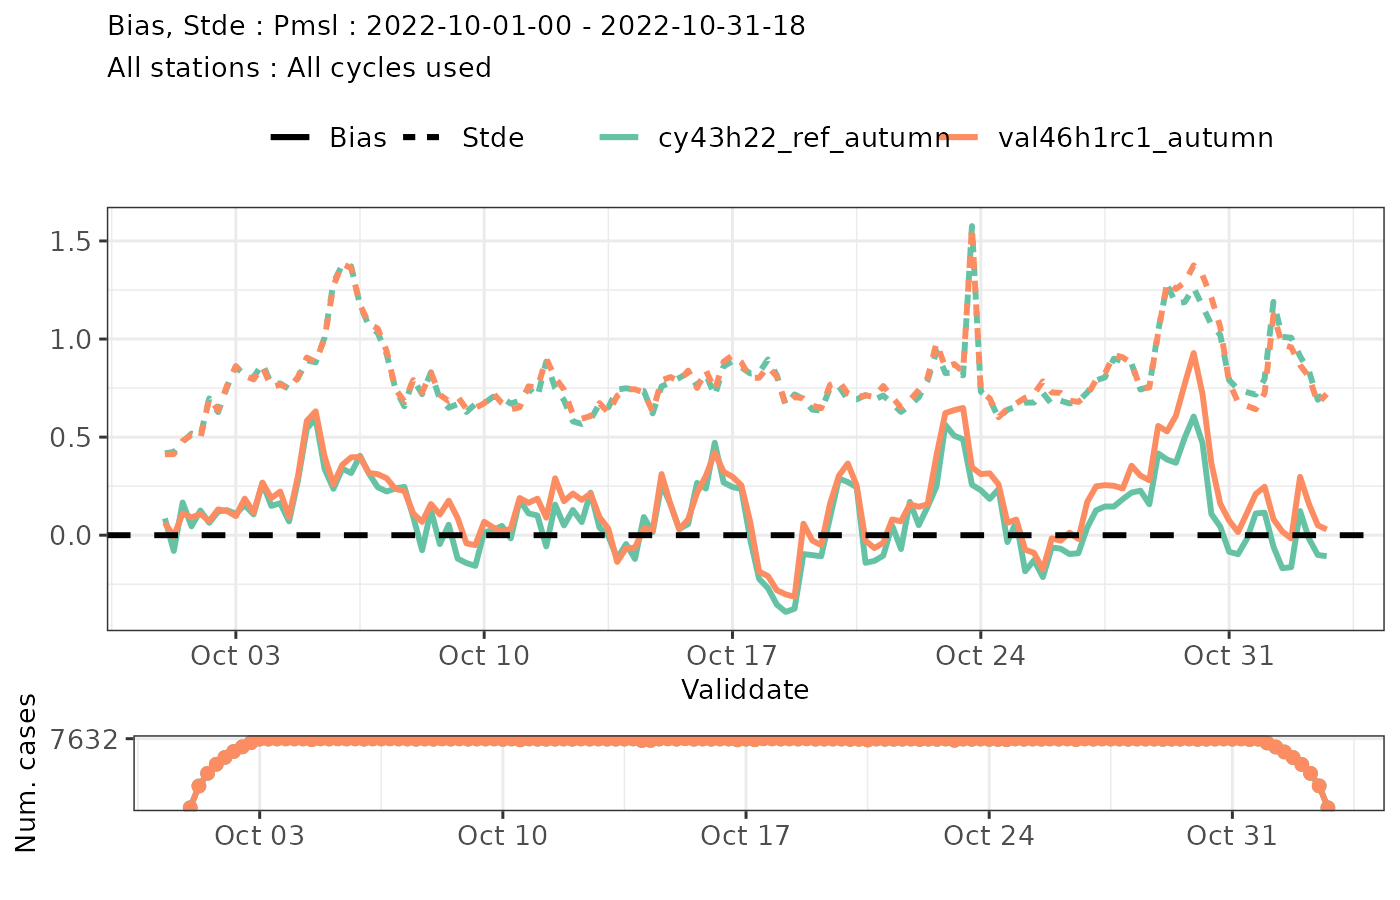 Bias, Stde : Pmsl : 2022-10-01-00 - 2022-10-31-18
All stations : All cycles used
Bias Stde cy43h22_ref_autumn val46h1rc1_autumn
1.5
1.0
0.5
0.0
Oct 03 Oct 10 Oct 17 Oct 24 Oct 31
Validdate
Num. cases
7632
Oct 03 Oct 10 Oct 17 Oct 24 Oct 31